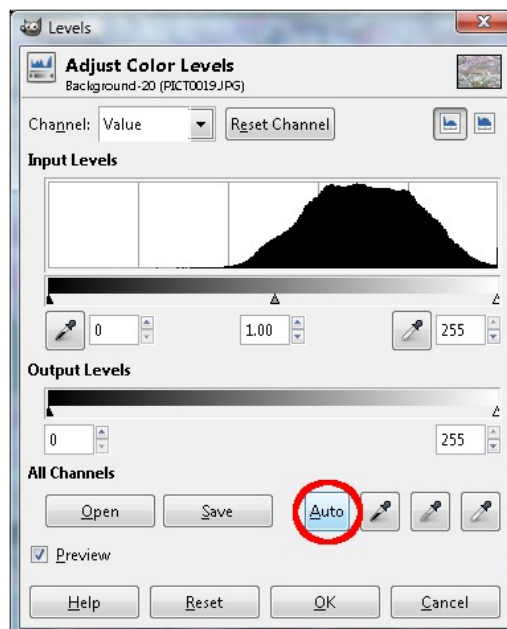 Levels
Adjust Color Levels
Background-20 (PICT0019.JPG)
Channel: Value Reset Channel
Input Levels
0 1.00 255
Output Levels
0 255
All Channels
Open Save Auto
Preview
Help Reset OK Cancel